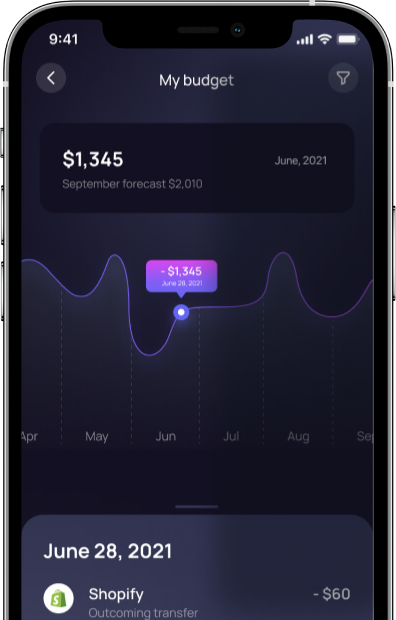 9:41
My budget
$1,345
June, 2021
September forecast $2,010
- $1,345
June 28, 2021
Apr
May
Jun
Jul
Aug
Sep
June 28, 2021
Shopify
- $60
Outcoming transfer